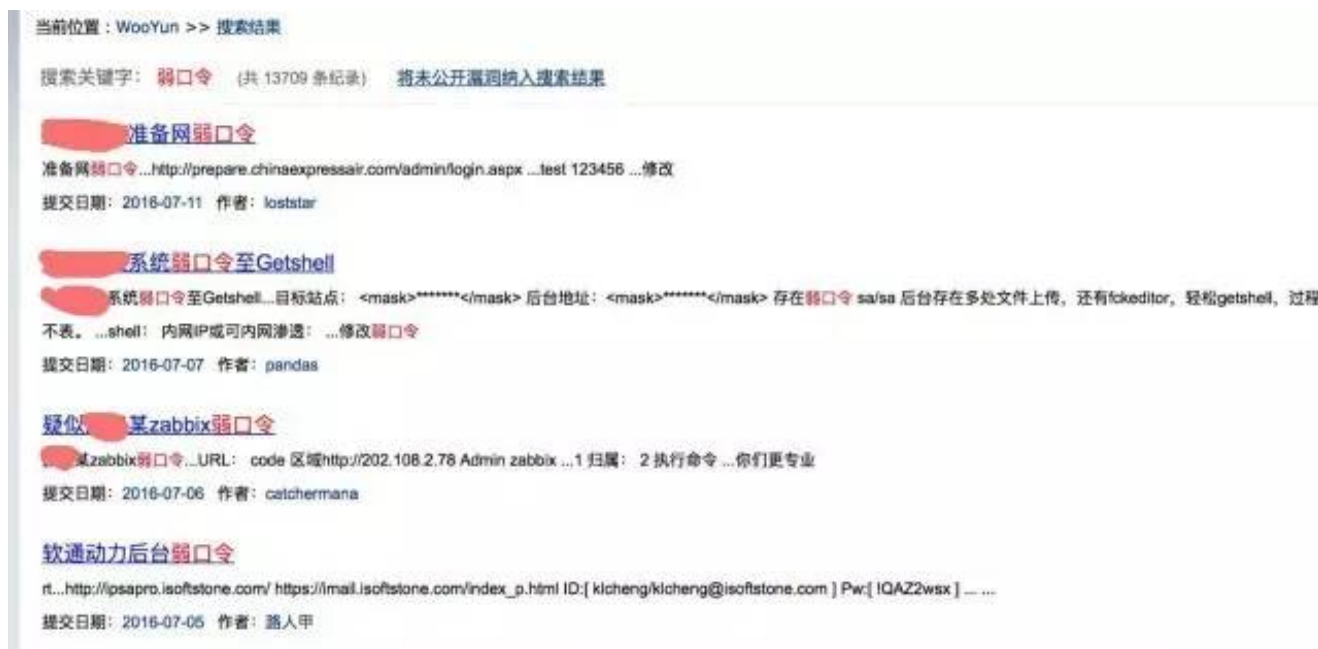 当前位置：WooYun >> 搜索结果
搜索关键字： 弱口令 (共 13709 条纪录) 将未公开漏洞纳入搜索结果
准备网弱口令
准备网弱口令...http://prepare.chinaexpressair.com/admin/login.aspx ...test 123456 ...修改
提交日期：2016-07-11 作者：loststar
系统弱口令至Getshell
系统弱口令至Getshell...目标站点： <mask>*******</mask> 后台地址：<mask>*******</mask> 存在弱口令 sa/sa 后台存在多处文件上传，还有fckeditor，轻松getshell，过程
不表。 ...shell： 内网IP或可内网渗透： ...修改弱口令
提交日期：2016-07-07 作者：pandas
疑似 某zabbix弱口令
某zabbix弱口令...URL： code 区域http://202.108.2.78 Admin zabbix ...1 归属： 2 执行命令 ...你们更专业
提交日期：2016-07-06 作者：catchermana
软通动力后台弱口令
rt...http://ipsapro.isoftstone.com/ https://imail.isoftstone.com/index_p.html ID:[ klcheng/klcheng@isoftstone.com ] Pw:[ !QAZ2wsx ] ... ...
提交日期：2016-07-05 作者：路人甲